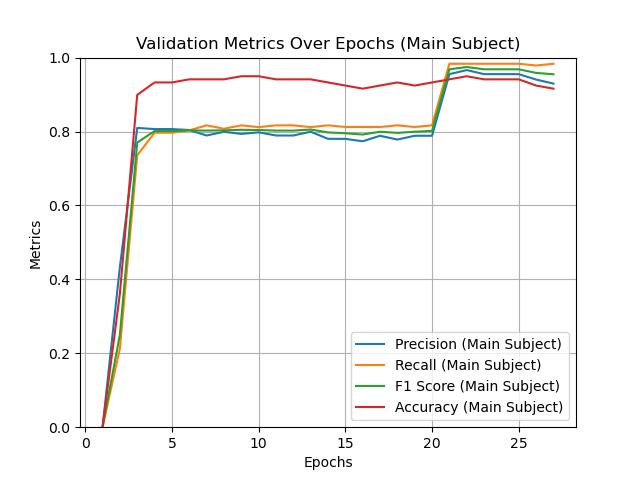 Validation Metrics Over Epochs (Main Subject)
1.0
0.8
0.6
0.4
0.2
0.0
Metrics
0 5 10 15 20 25
Epochs
Precision (Main Subject)
Recall (Main Subject)
F1 Score (Main Subject)
Accuracy (Main Subject)